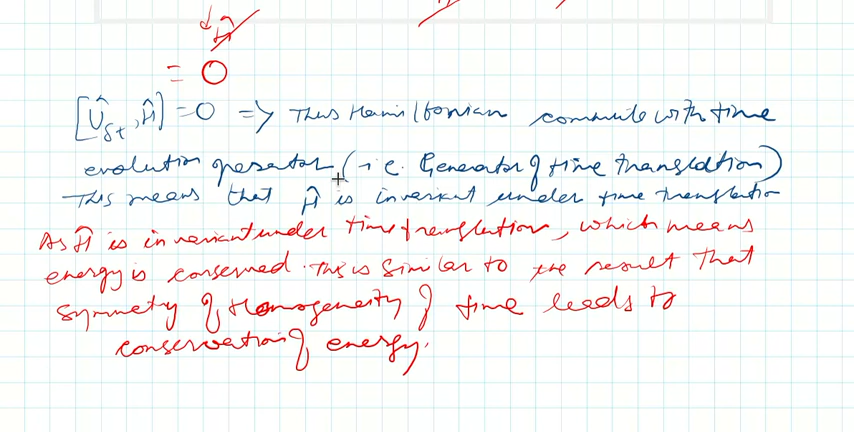 ↓ Ĥ
= 0
[Û_δt, Ĥ] = 0 => Thus Hamiltonian commute with time
evolution operator (i.e. Generator of time translation)
This means that Ĥ is invariant under time translation
As Ĥ is invariant under time translation, which means
energy is conserved. This is similar to the result that
symmetry of Homogeneity of time leads to
conservation of energy.